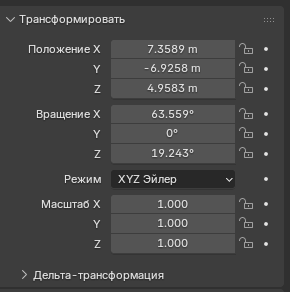 Трансформировать
Положение X 7.3589 m
Y -6.9258 m
Z 4.9583 m
Вращение X 63.559°
Y 0°
Z 19.243°
Режим XYZ Эйлер
Масштаб X 1.000
Y 1.000
Z 1.000
Дельта-трансформация